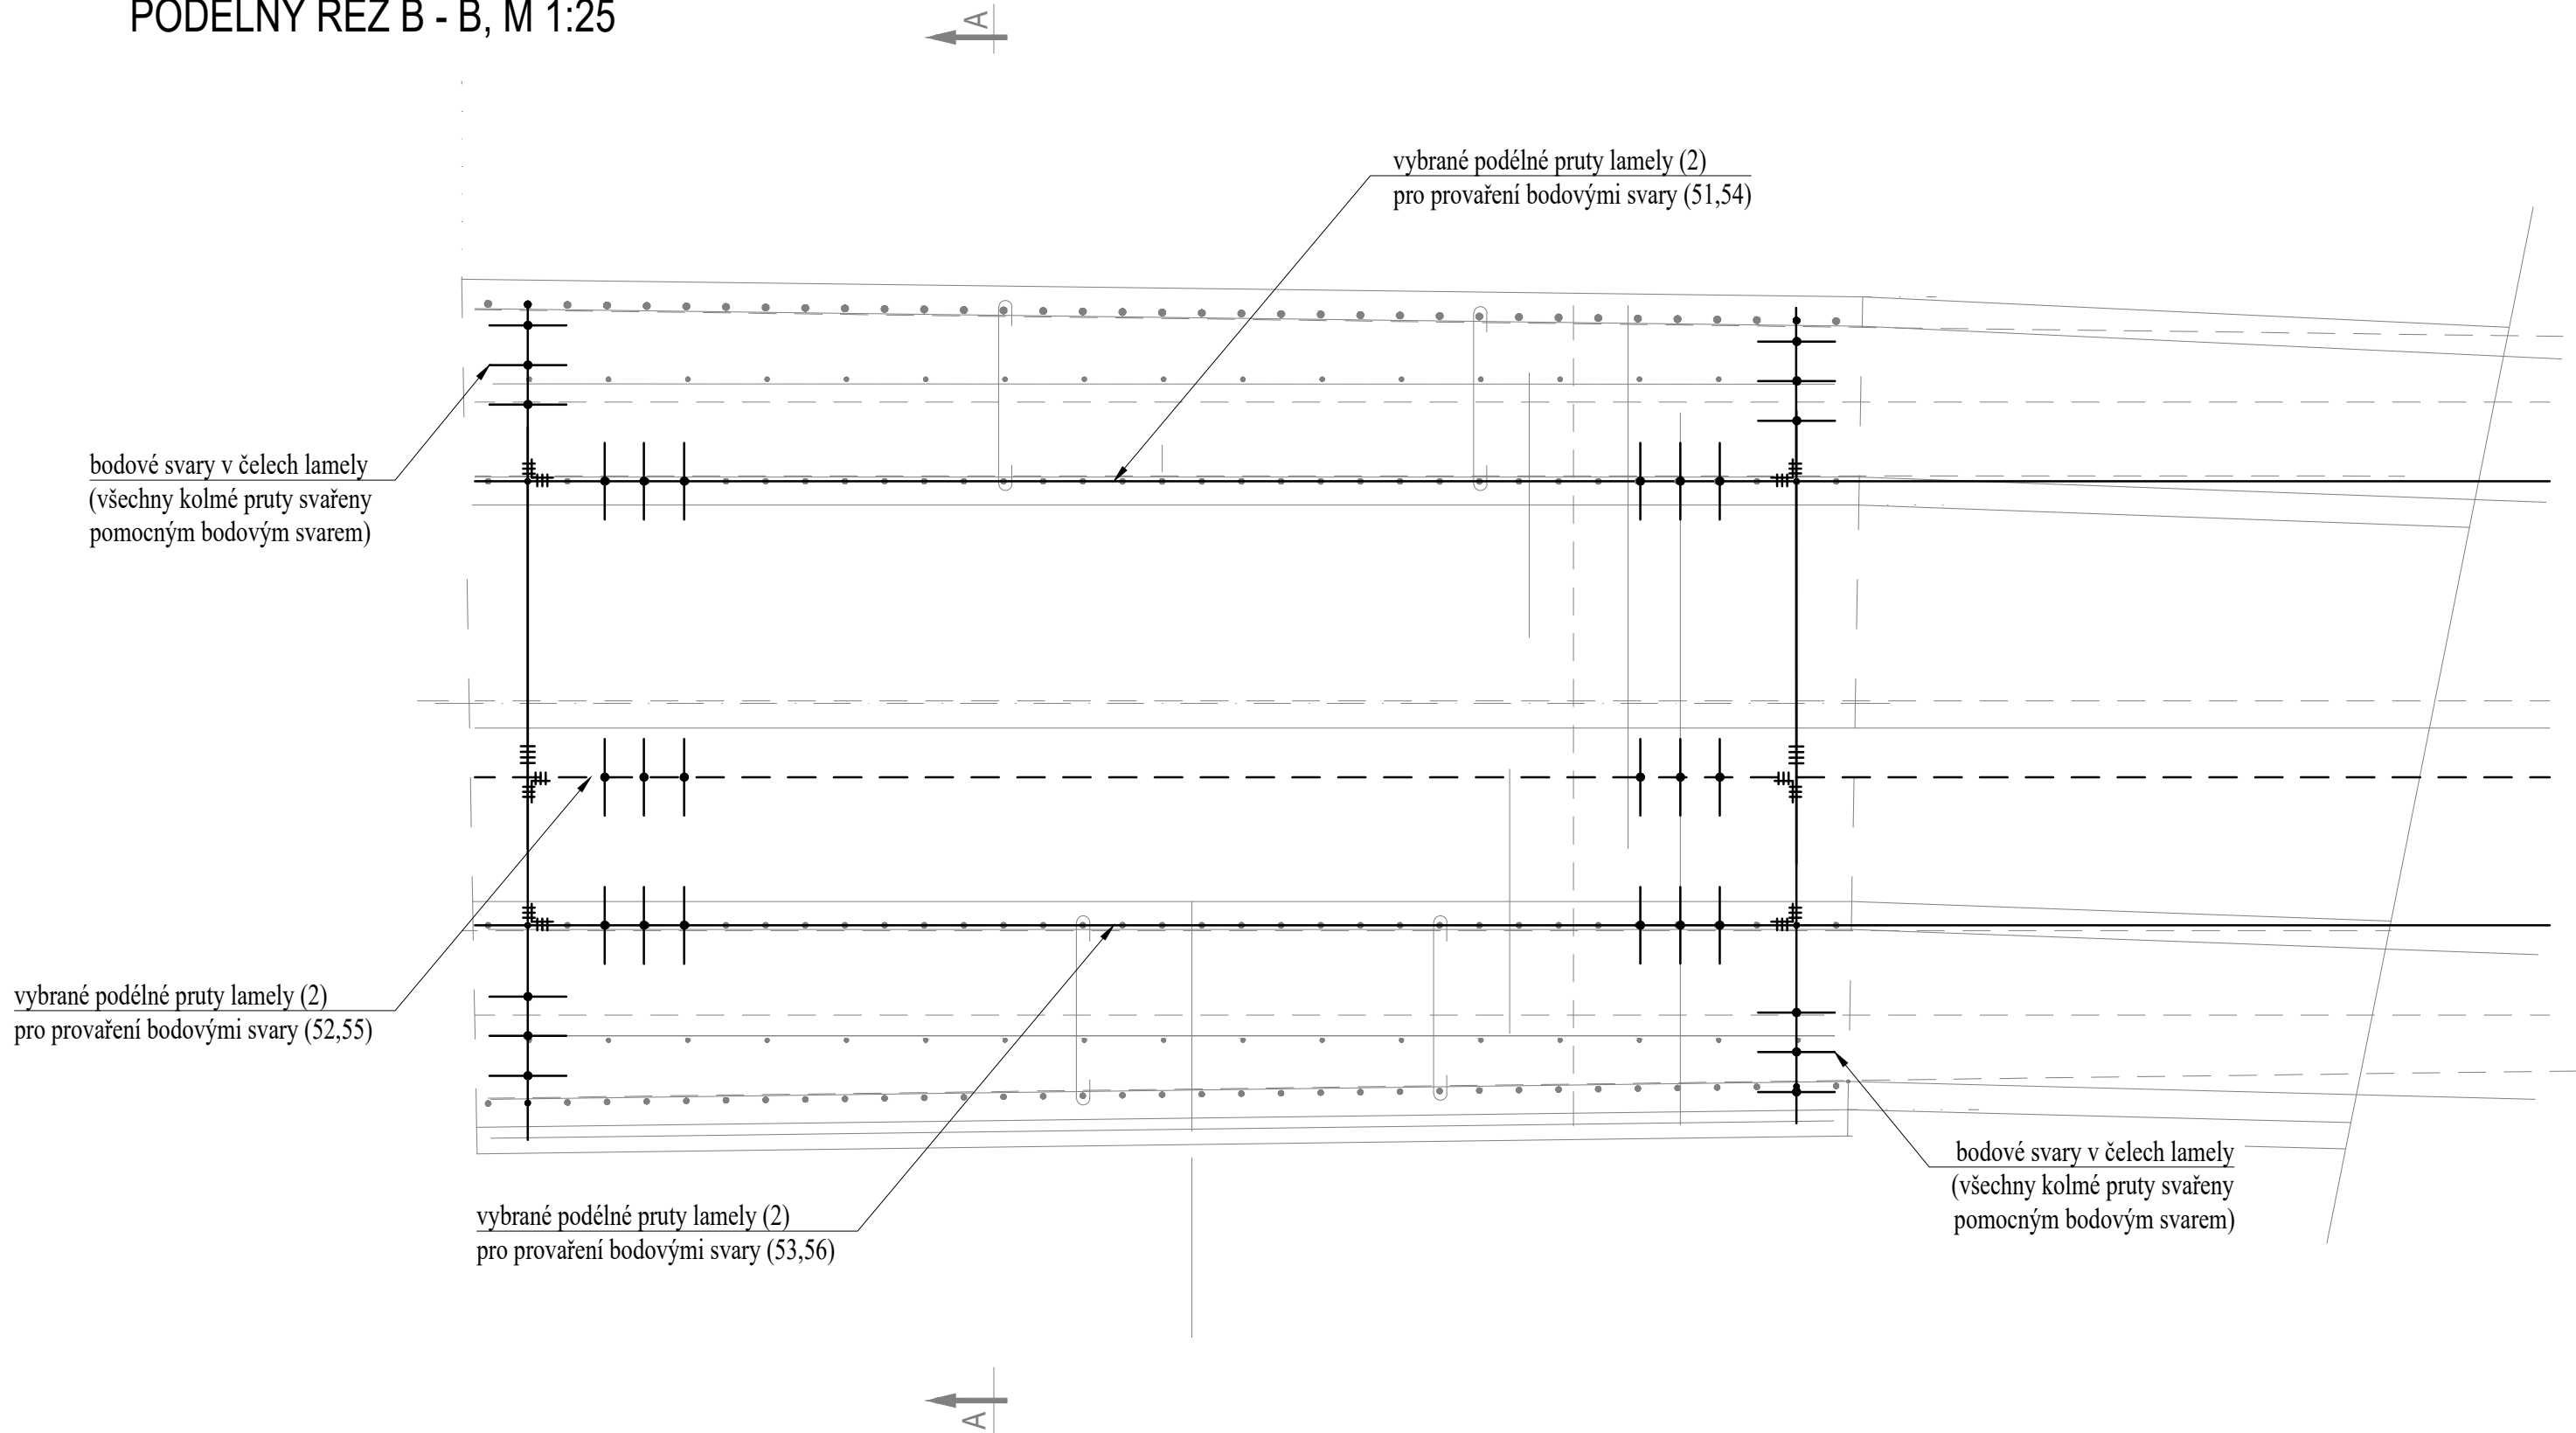 PODÉLNÝ ŘEZ B - B, M 1:25
A
vybrané podélné pruty lamely (2)
pro provaření bodovými svary (51,54)
bodové svary v čelech lamely
(všechny kolmé pruty svařeny
pomocným bodovým svarem)
vybrané podélné pruty lamely (2)
pro provaření bodovými svary (52,55)
bodové svary v čelech lamely
(všechny kolmé pruty svařeny
pomocným bodovým svarem)
vybrané podélné pruty lamely (2)
pro provaření bodovými svary (53,56)
A